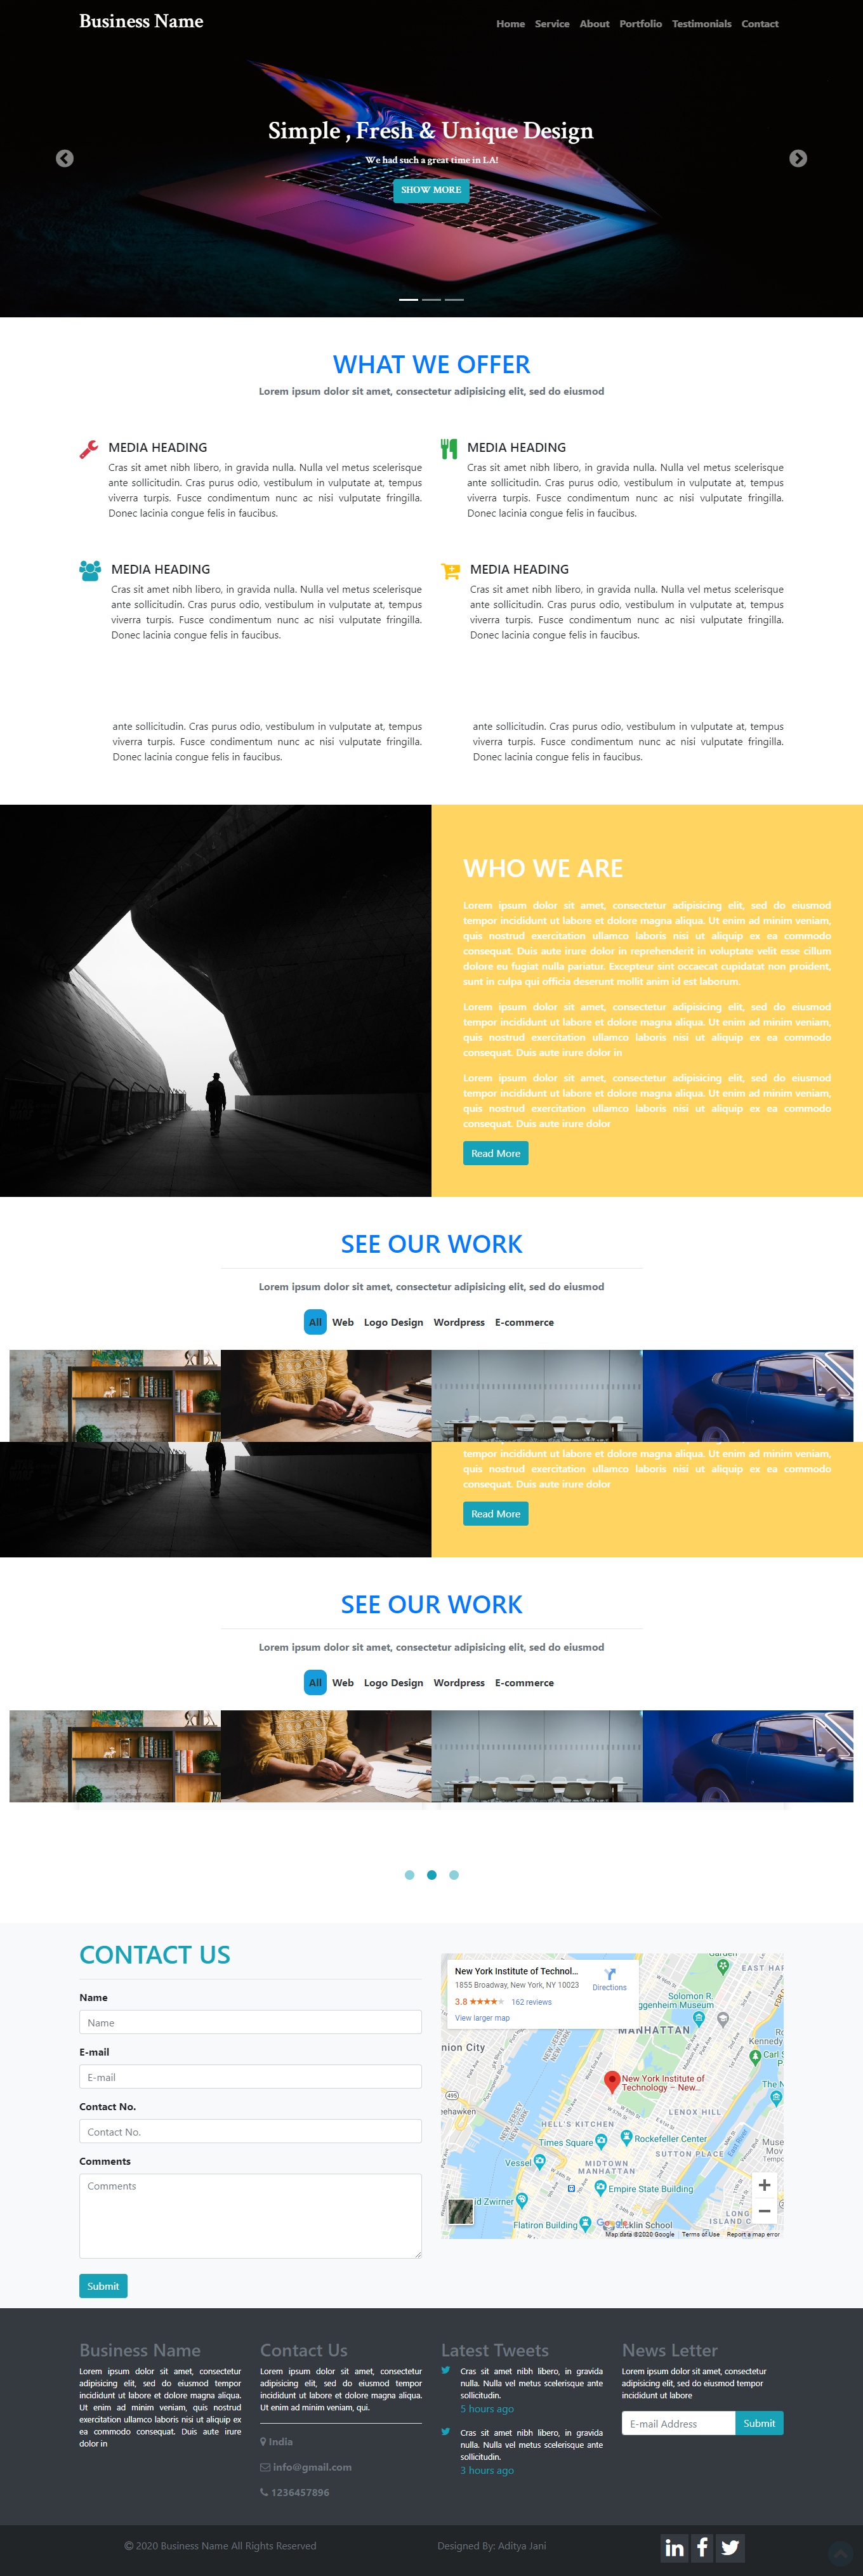 Business Name
Home Service About Portfolio Testimonials Contact
Simple , Fresh & Unique Design
We had such a great time in LA!
SHOW MORE
WHAT WE OFFER
Lorem ipsum dolor sit amet, consectetur adipisicing elit, sed do eiusmod
MEDIA HEADING
Cras sit amet nibh libero, in gravida nulla. Nulla vel metus scelerisque
ante sollicitudin. Cras purus odio, vestibulum in vulputate at, tempus
viverra turpis. Fusce condimentum nunc ac nisi vulputate fringilla.
Donec lacinia congue felis in faucibus.
MEDIA HEADING
Cras sit amet nibh libero, in gravida nulla. Nulla vel metus scelerisque
ante sollicitudin. Cras purus odio, vestibulum in vulputate at, tempus
viverra turpis. Fusce condimentum nunc ac nisi vulputate fringilla.
Donec lacinia congue felis in faucibus.
MEDIA HEADING
Cras sit amet nibh libero, in gravida nulla. Nulla vel metus scelerisque
ante sollicitudin. Cras purus odio, vestibulum in vulputate at, tempus
viverra turpis. Fusce condimentum nunc ac nisi vulputate fringilla.
Donec lacinia congue felis in faucibus.
MEDIA HEADING
Cras sit amet nibh libero, in gravida nulla. Nulla vel metus scelerisque
ante sollicitudin. Cras purus odio, vestibulum in vulputate at, tempus
viverra turpis. Fusce condimentum nunc ac nisi vulputate fringilla.
Donec lacinia congue felis in faucibus.
ante sollicitudin. Cras purus odio, vestibulum in vulputate at, tempus
viverra turpis. Fusce condimentum nunc ac nisi vulputate fringilla.
Donec lacinia congue felis in faucibus.
ante sollicitudin. Cras purus odio, vestibulum in vulputate at, tempus
viverra turpis. Fusce condimentum nunc ac nisi vulputate fringilla.
Donec lacinia congue felis in faucibus.
WHO WE ARE
Lorem ipsum dolor sit amet, consectetur adipisicing elit, sed do eiusmod
tempor incididunt ut labore et dolore magna aliqua. Ut enim ad minim veniam,
quis nostrud exercitation ullamco laboris nisi ut aliquip ex ea commodo
consequat. Duis aute irure dolor in reprehenderit in voluptate velit esse cillum
dolore eu fugiat nulla pariatur. Excepteur sint occaecat cupidatat non proident,
sunt in culpa qui officia deserunt mollit anim id est laborum.
Lorem ipsum dolor sit amet, consectetur adipisicing elit, sed do eiusmod
tempor incididunt ut labore et dolore magna aliqua. Ut enim ad minim veniam,
quis nostrud exercitation ullamco laboris nisi ut aliquip ex ea commodo
consequat. Duis aute irure dolor in
Lorem ipsum dolor sit amet, consectetur adipisicing elit, sed do eiusmod
tempor incididunt ut labore et dolore magna aliqua. Ut enim ad minim veniam,
quis nostrud exercitation ullamco laboris nisi ut aliquip ex ea commodo
consequat. Duis aute irure dolor
Read More
SEE OUR WORK
Lorem ipsum dolor sit amet, consectetur adipisicing elit, sed do eiusmod
All Web Logo Design Wordpress E-commerce
tempor incididunt ut labore et dolore magna aliqua. Ut enim ad minim veniam,
quis nostrud exercitation ullamco laboris nisi ut aliquip ex ea commodo
consequat. Duis aute irure dolor
Read More
SEE OUR WORK
Lorem ipsum dolor sit amet, consectetur adipisicing elit, sed do eiusmod
All Web Logo Design Wordpress E-commerce
CONTACT US
Name
Name
E-mail
E-mail
Contact No.
Contact No.
Comments
Comments
Submit
New York Institute of Technol...
1855 Broadway, New York, NY 10023
3.8 162 reviews
View larger map
Directions
EAST HAR
Solomon R.
ggenheim Museum
MANHATTAN
nion City
Carl S
New York Institute of
Technology – New...
The N
495
eehawken
LENOX HILL
HELL'S KITCHEN
Times Square
Rockefeller Center
SUTTON PLACE
East River
Muse
Mov
Vessel
MIDTOWN
MANHATTAN
id Zwirner
Empire State Building
LONG
ISLAND C
Flatiron Building
Google
cklin School
Map data ©2020 Google Terms of Use Report a map error
Business Name
Lorem ipsum dolor sit amet, consectetur
adipisicing elit, sed do eiusmod tempor
incididunt ut labore et dolore magna aliqua.
Ut enim ad minim veniam, quis nostrud
exercitation ullamco laboris nisi ut aliquip ex
ea commodo consequat. Duis aute irure
dolor in
Contact Us
Lorem ipsum dolor sit amet, consectetur
adipisicing elit, sed do eiusmod tempor
incididunt ut labore et dolore magna aliqua.
Ut enim ad minim veniam, qui.
India
info@gmail.com
1236457896
Latest Tweets
Cras sit amet nibh libero, in gravida
nulla. Nulla vel metus scelerisque ante
sollicitudin.
5 hours ago
Cras sit amet nibh libero, in gravida
nulla. Nulla vel metus scelerisque ante
sollicitudin.
3 hours ago
News Letter
Lorem ipsum dolor sit amet, consectetur
adipisicing elit, sed do eiusmod tempor
incididunt ut labore
E-mail Address
Submit
© 2020 Business Name All Rights Reserved
Designed By: Aditya Jani